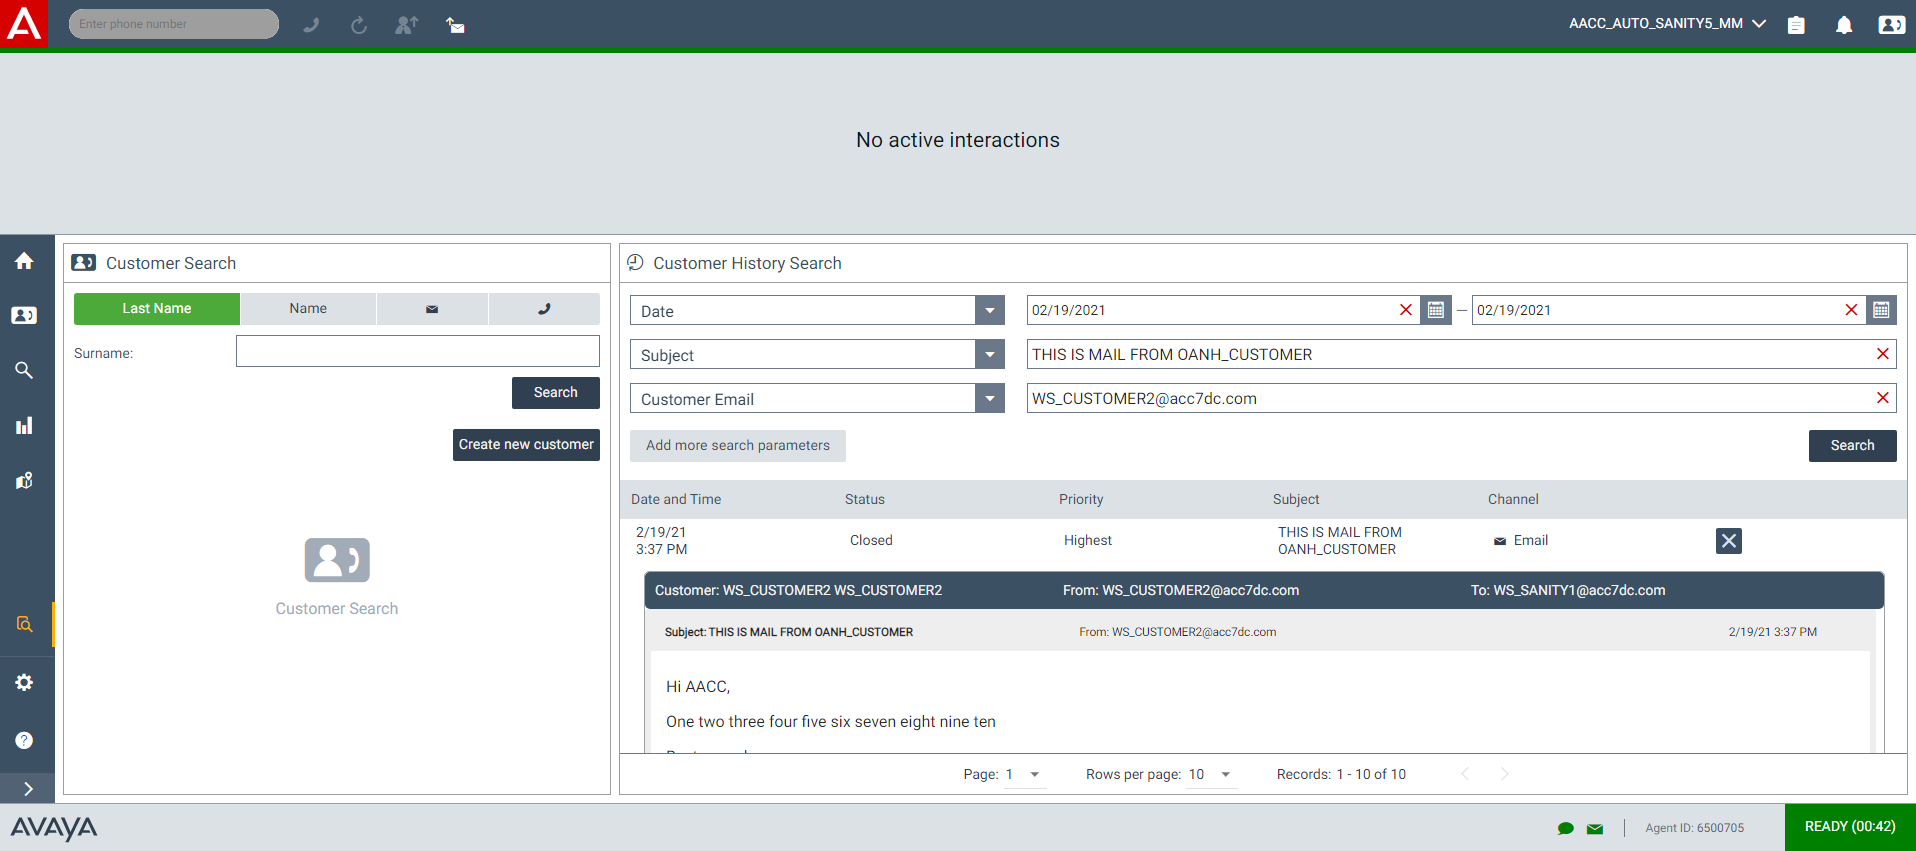 Enter phone number
AACC_AUTO_SANITY5_MM
No active interactions
Customer Search
Last Name
Name
Surname:
Search
Create new customer
Customer Search
Customer History Search
Date
02/19/2021
–
02/19/2021
Subject
THIS IS MAIL FROM OANH_CUSTOMER
Customer Email
WS_CUSTOMER2@acc7dc.com
Add more search parameters
Search
Date and Time
Status
Priority
Subject
Channel
2/19/21
3:37 PM
Closed
Highest
THIS IS MAIL FROM
OANH_CUSTOMER
Email
Customer: WS_CUSTOMER2 WS_CUSTOMER2
From: WS_CUSTOMER2@acc7dc.com
To: WS_SANITY1@acc7dc.com
Subject: THIS IS MAIL FROM OANH_CUSTOMER
From: WS_CUSTOMER2@acc7dc.com
2/19/21 3:37 PM
Hi AACC,
One two three four five six seven eight nine ten
Page: 1
Rows per page: 10
Records: 1 - 10 of 10
AVAYA
Agent ID: 6500705
READY (00:42)